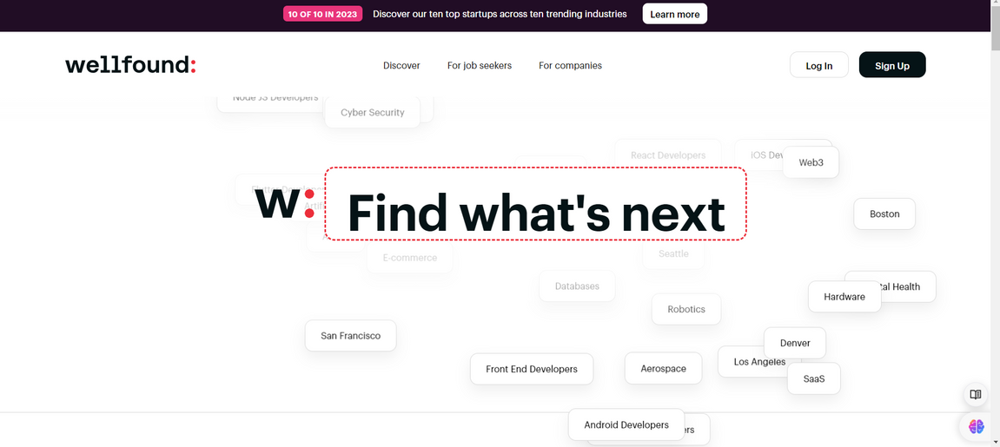 10 OF 10 IN 2023 Discover our ten top startups across ten trending industries Learn more
wellfound: Discover For job seekers For companies Log In Sign Up
Node JS Developers
Cyber Security
React Developers
iOS
Web3
w: Find what's next
Boston
E-commerce
Seattle
Databases
Hardware
Health
Robotics
San Francisco
Denver
Front End Developers
Aerospace
Los Angeles
SaaS
Android Developers